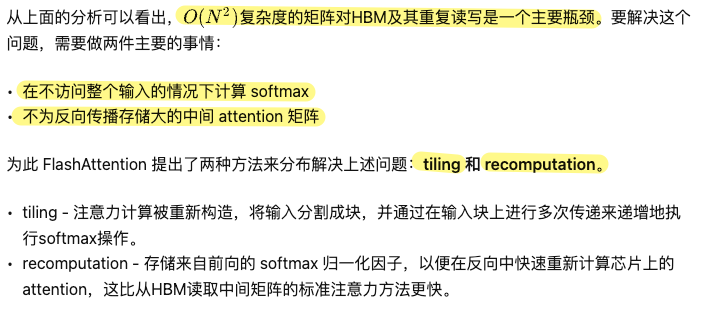 从上面的分析可以看出，O(N²)复杂度的矩阵对HBM及其重复读写是一个主要瓶颈。要解决这个
问题，需要做两件主要的事情：
• 在不访问整个输入的情况下计算 softmax
• 不为反向传播存储大的中间 attention 矩阵
为此 FlashAttention 提出了两种方法来分布解决上述问题：tiling 和 recomputation。
• tiling - 注意力计算被重新构造，将输入分割成块，并通过在输入块上进行多次传递来递增地执
行softmax操作。
• recomputation - 存储来自前向的 softmax 归一化因子，以便在反向中快速重新计算芯片上的
attention，这比从HBM读取中间矩阵的标准注意力方法更快。